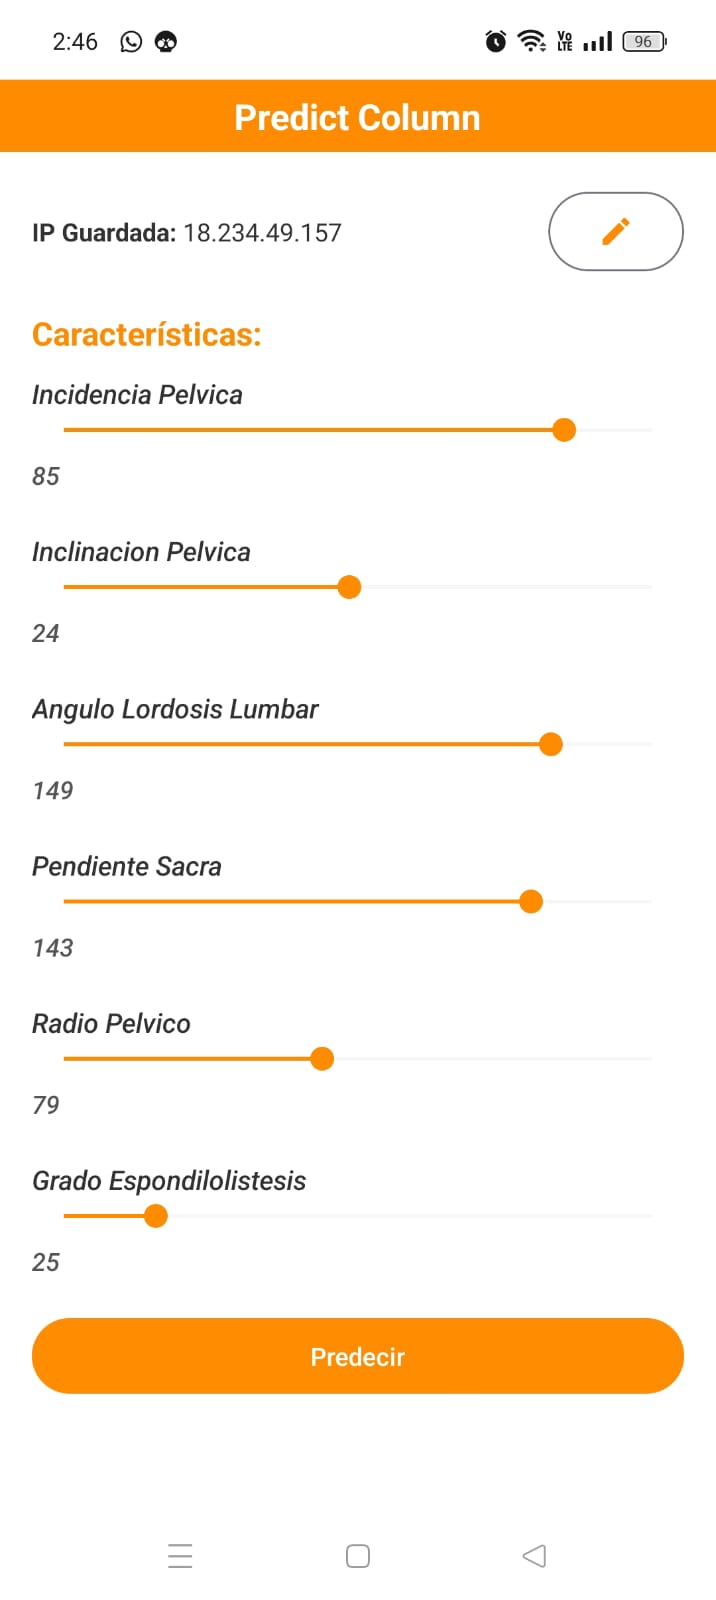 2:46
Vo
LTE
96
Predict Column
IP Guardada: 18.234.49.157
Características:
Incidencia Pelvica
85
Inclinacion Pelvica
24
Angulo Lordosis Lumbar
149
Pendiente Sacra
143
Radio Pelvico
79
Grado Espondilolistesis
25
Predecir